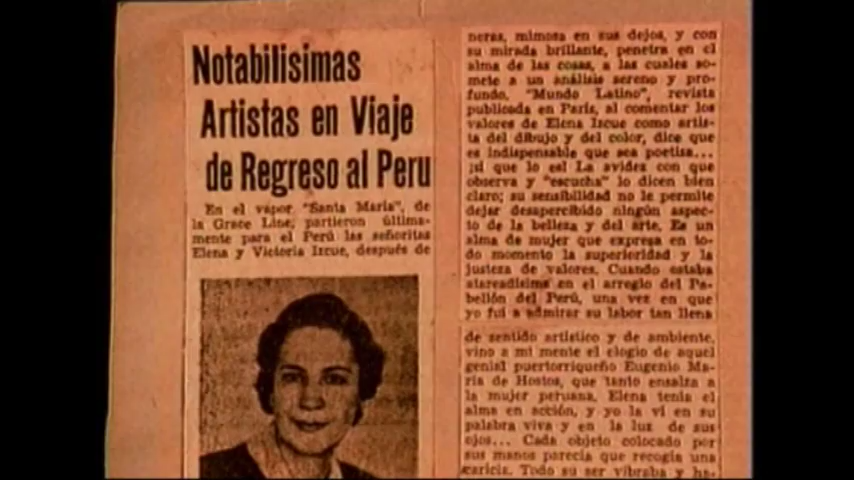 Notabilisimas
Artistas en Viaje
de Regreso al Peru
En el vapor "Santa María", de
la Grace Line, partieron última-
mente para el Perú las señoritas
Elena y Victoria Izcue, después de
neras, mimosa en sus dejos, y con
su mirada brillante, penetra en el
alma de las cosas, a las cuales so-
mete a un análisis sereno y pro-
fundo. "Mundo Latino", revista
publicada en París, al comentar los
valores de Elena Izcue como artis-
ta del dibujo y del color, dice que
es indispensable que sea poetisa...
¡sí que lo es! La avidez con que
observa y "escucha" lo dicen bien
claro; su sensibilidad no le permite
dejar desapercibido ningún aspec-
to de la belleza y del arte. Es un
alma de mujer que expresa en to-
do momento la superioridad y la
justeza de valores. Cuando estaba
atareadísima en el arreglo del Pa-
bellón del Perú, una vez en que
yo fui a admirar su labor tan llena
de sentido artístico y de ambiente,
vino a mi mente el elogio de aquel
genial puertorriqueño Eugenio Ma-
ría de Hostos, que tanto ensalza a
la mujer peruana. Elena tenía el
alma en acción, y yo la ví en su
palabra viva y en la luz de sus
ojos... Cada objeto colocado por
sus manos parecía que recogía una
caricia. Todo su ser vibraba y ha-